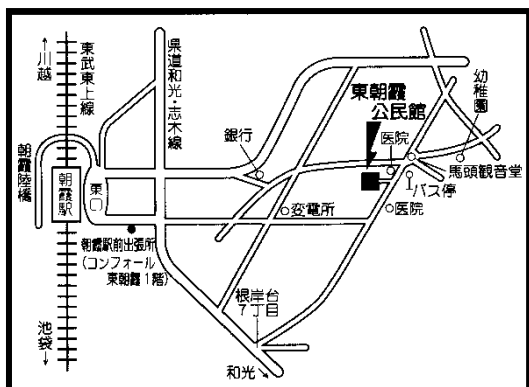 ↑川越
東武東上線
県道和光・志木線
幼稚園
東朝霞
公民館
銀行
医院
馬頭観音堂
バス停
医院
変電所
朝霞陸橋
朝霞駅
東口
朝霞駅前出張所
(コンフォール
東朝霞1階)
根岸台
7丁目
池袋↓
和光↘